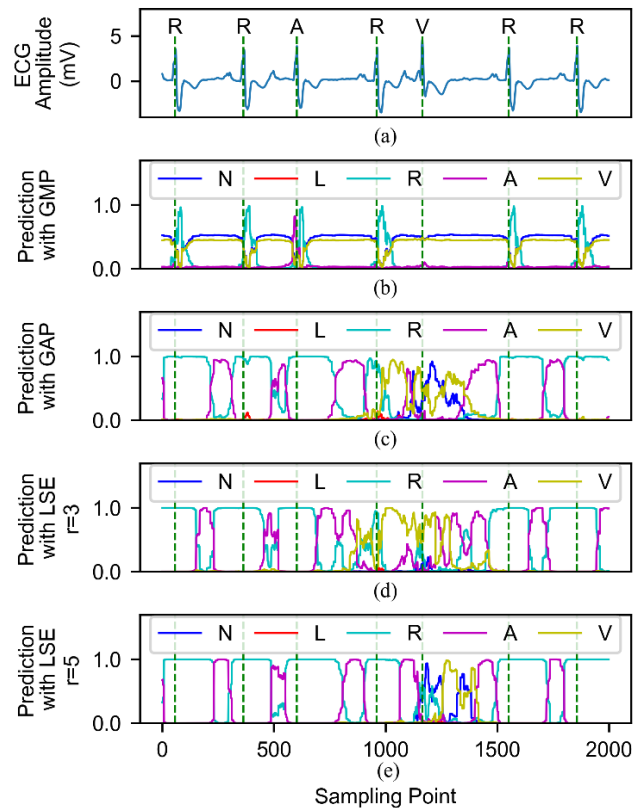 R R A R V R R
ECG
Amplitude
(mV)
5
0
(a)
N L R A V
Prediction
with GMP
1.0
0.0
(b)
N L R A V
Prediction
with GAP
1.0
0.0
(c)
N L R A V
Prediction
with LSE
r=3
1.0
0.0
(d)
N L R A V
Prediction
with LSE
r=5
1.0
0.0
0 500 1000 1500 2000
(e)
Sampling Point